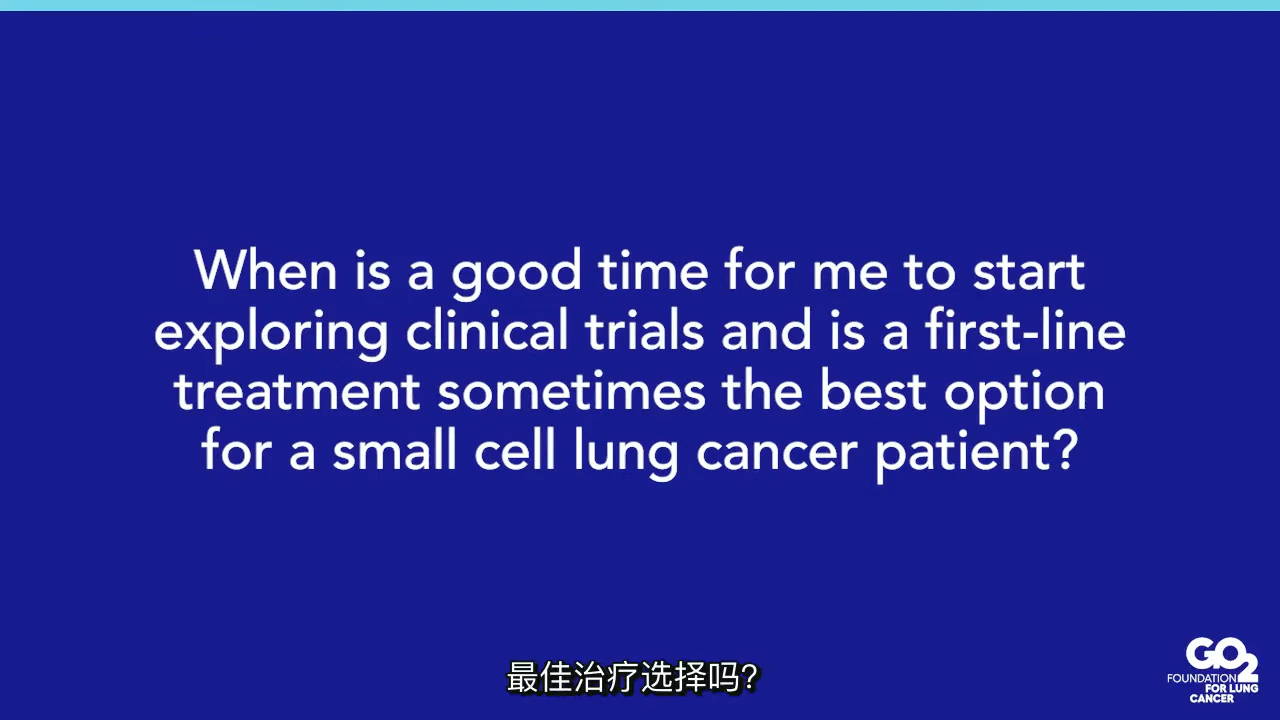 When is a good time for me to start
exploring clinical trials and is a first-line
treatment sometimes the best option
for a small cell lung cancer patient?
最佳治疗选择吗?
GO2
FOUNDATION
FOR LUNG
CANCER